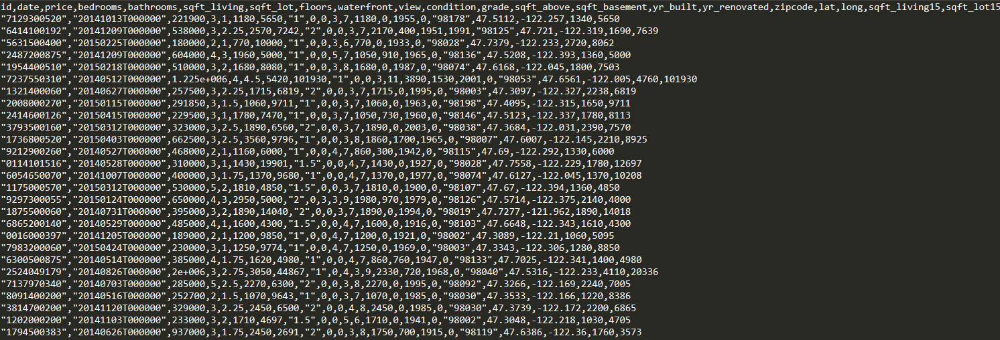 id,date,price,bedrooms,bathrooms,sqft_living,sqft_lot,floors,waterfront,view,condition,grade,sqft_above,sqft_basement,yr_built,yr_renovated,zipcode,lat,long,sqft_living15,sqft_lot15
"7129300520","20141013T000000",221900,3,1,1180,5650,"1",0,0,3,7,1180,0,1955,0,"98178",47.5112,-122.257,1340,5650
"6414100192","20141209T000000",538000,3,2.25,2570,7242,"2",0,0,3,7,2170,400,1951,1991,"98125",47.721,-122.319,1690,7639
"5631500400","20150225T000000",180000,2,1,770,10000,"1",0,0,3,6,770,0,1933,0,"98028",47.7379,-122.233,2720,8062
"2487200875","20141209T000000",604000,4,3,1960,5000,"1",0,0,5,7,1050,910,1965,0,"98136",47.5208,-122.393,1360,5000
"1954400510","20150218T000000",510000,3,2,1680,8080,"1",0,0,3,8,1680,0,1987,0,"98074",47.6168,-122.045,1800,7503
"7237550310","20140512T000000",1.225e+006,4,4.5,5420,101930,"1",0,0,3,11,3890,1530,2001,0,"98053",47.6561,-122.005,4760,101930
"1321400060","20140627T000000",257500,3,2.25,1715,6819,"2",0,0,3,7,1715,0,1995,0,"98003",47.3097,-122.327,2238,6819
"2008000270","20150115T000000",291850,3,1.5,1060,9711,"1",0,0,3,7,1060,0,1963,0,"98198",47.4095,-122.315,1650,9711
"2414600126","20150415T000000",229500,3,1,1780,7470,"1",0,0,3,7,1050,730,1960,0,"98146",47.5123,-122.337,1780,8113
"3793500160","20150312T000000",323000,3,2.5,1890,6560,"2",0,0,3,7,1890,0,2003,0,"98038",47.3684,-122.031,2390,7570
"1736800520","20150403T000000",662500,3,2.5,3560,9796,"1",0,0,3,8,1860,1700,1965,0,"98007",47.6007,-122.145,2210,8925
"9212900260","20140527T000000",468000,2,1,1160,6000,"1",0,0,4,7,860,300,1942,0,"98115",47.69,-122.292,1330,6000
"0114101516","20140528T000000",310000,3,1,1430,19901,"1.5",0,0,4,7,1430,0,1927,0,"98028",47.7558,-122.229,1780,12697
"6054650070","20141007T000000",400000,3,1.75,1370,9680,"1",0,0,4,7,1370,0,1977,0,"98074",47.6127,-122.045,1370,10208
"1175000570","20150312T000000",530000,5,2,1810,4850,"1.5",0,0,3,7,1810,0,1900,0,"98107",47.67,-122.394,1360,4850
"9297300055","20150124T000000",650000,4,3,2950,5000,"2",0,3,3,9,1980,970,1979,0,"98126",47.5714,-122.375,2140,4000
"1875500060","20140731T000000",395000,3,2,1890,14040,"2",0,0,3,7,1890,0,1994,0,"98019",47.7277,-121.962,1890,14018
"6865200140","20140529T000000",485000,4,1,1600,4300,"1.5",0,0,4,7,1600,0,1916,0,"98103",47.6648,-122.343,1610,4300
"0016000397","20141205T000000",189000,2,1,1200,9850,"1",0,0,4,7,1200,0,1921,0,"98002",47.3089,-122.21,1060,5095
"7983200060","20150424T000000",230000,3,1,1250,9774,"1",0,0,4,7,1250,0,1969,0,"98003",47.3343,-122.306,1280,8850
"6300500875","20140514T000000",385000,4,1.75,1620,4980,"1",0,0,4,7,860,760,1947,0,"98133",47.7025,-122.341,1400,4980
"2524049179","20140826T000000",2e+006,3,2.75,3050,44867,"1",0,4,3,9,2330,720,1968,0,"98040",47.5316,-122.233,4110,20336
"7137970340","20140703T000000",285000,5,2.5,2270,6300,"2",0,0,3,8,2270,0,1995,0,"98092",47.3266,-122.169,2240,7005
"8091400200","20140516T000000",252700,2,1.5,1070,9643,"1",0,0,3,7,1070,0,1985,0,"98030",47.3533,-122.166,1220,8386
"3814700200","20141120T000000",329000,3,2.25,2450,6500,"2",0,0,4,8,2450,0,1985,0,"98030",47.3739,-122.172,2200,6865
"1202000200","20141103T000000",233000,3,2,1710,4697,"1.5",0,0,5,6,1710,0,1941,0,"98002",47.3048,-122.218,1030,4705
"1794500383","20140626T000000",937000,3,1.75,2450,2691,"2",0,0,3,8,1750,700,1915,0,"98119",47.6386,-122.36,1760,3573